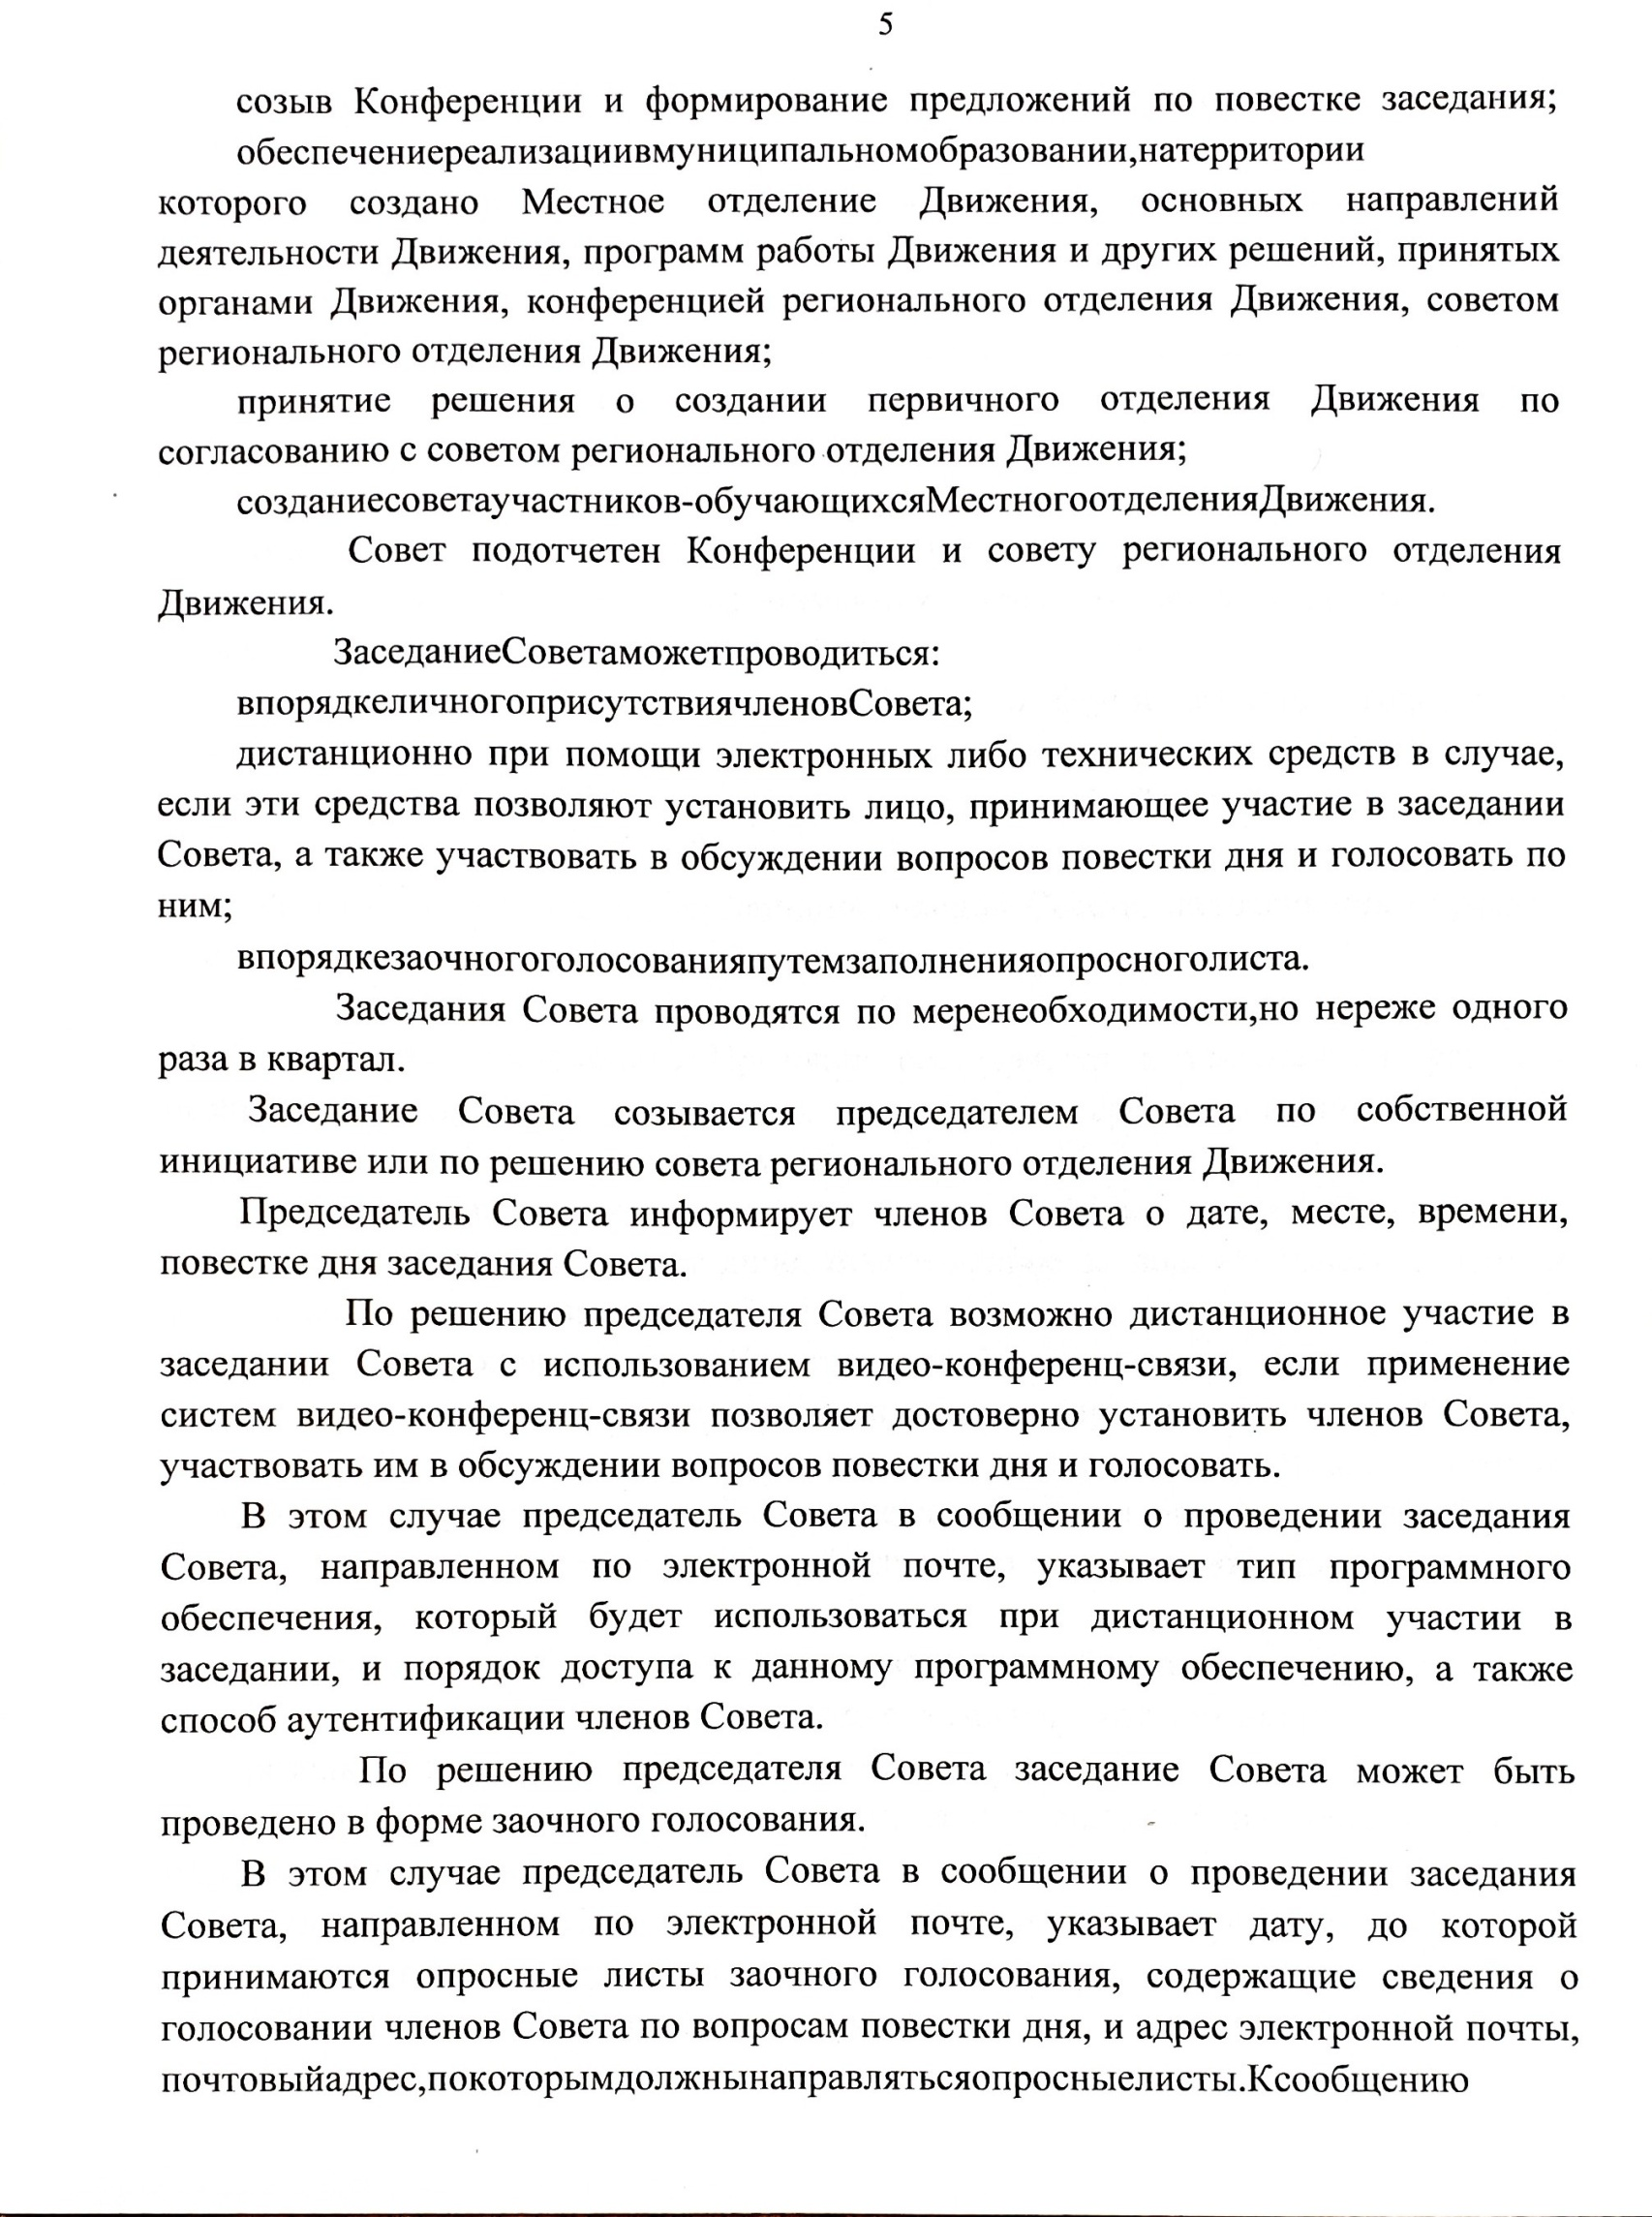 5
созыв Конференции и формирование предложений по повестке заседания;
обеспечениереализациивмуниципальномобразовании,натерритории
которого создано Местное отделение Движения, основных направлений
деятельности Движения, программ работы Движения и других решений, принятых
органами Движения, конференцией регионального отделения Движения, советом
регионального отделения Движения;
принятие решения о создании первичного отделения Движения по
согласованию с советом регионального отделения Движения;
созданиесоветаучастников-обучающихсяМестногоотделенияДвижения.
Совет подотчетен Конференции и совету регионального отделения
Движения.
ЗаседаниеСоветаможетпроводиться:
впорядкеличногоприсутствиячленовСовета;
дистанционно при помощи электронных либо технических средств в случае,
если эти средства позволяют установить лицо, принимающее участие в заседании
Совета, а также участвовать в обсуждении вопросов повестки дня и голосовать по
ним;
впорядкезаочногоголосованияпутемзаполненияопросноголиста.
Заседания Совета проводятся по меренеобходимости,но нереже одного
раза в квартал.
Заседание Совета созывается председателем Совета по собственной
инициативе или по решению совета регионального отделения Движения.
Председатель Совета информирует членов Совета о дате, месте, времени,
повестке дня заседания Совета.
По решению председателя Совета возможно дистанционное участие в
заседании Совета с использованием видео-конференц-связи, если применение
систем видео-конференц-связи позволяет достоверно установить членов Совета,
участвовать им в обсуждении вопросов повестки дня и голосовать.
В этом случае председатель Совета в сообщении о проведении заседания
Совета, направленном по электронной почте, указывает тип программного
обеспечения, который будет использоваться при дистанционном участии в
заседании, и порядок доступа к данному программному обеспечению, а также
способ аутентификации членов Совета.
По решению председателя Совета заседание Совета может быть
проведено в форме заочного голосования.
В этом случае председатель Совета в сообщении о проведении заседания
Совета, направленном по электронной почте, указывает дату, до которой
принимаются опросные листы заочного голосования, содержащие сведения о
голосовании членов Совета по вопросам повестки дня, и адрес электронной почты,
почтовыйадрес,покоторымдолжнынаправлятьсяопросныелисты.Ксообщению